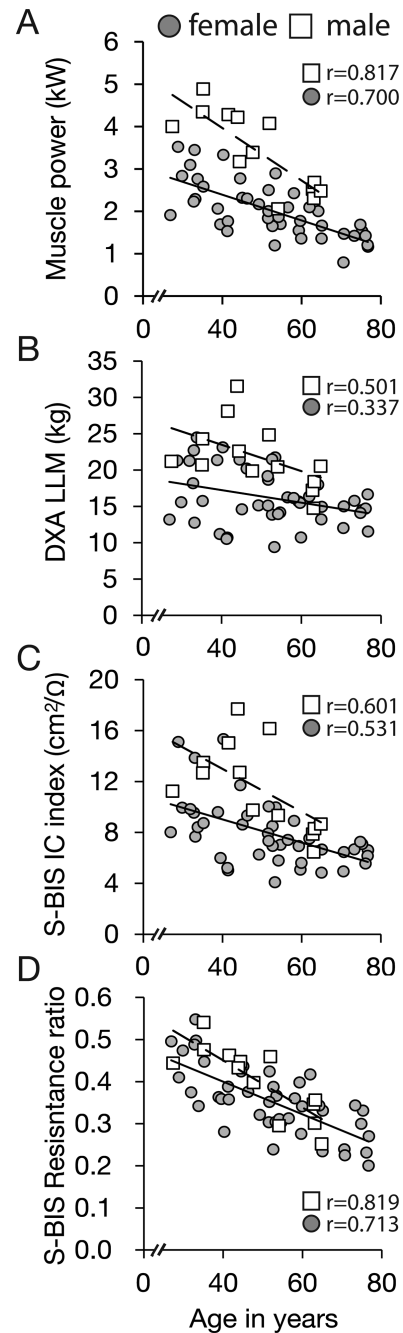 A
female male
Muscle power (kW)
6
5
4
3
2
1
0
r=0.817
r=0.700
0 40 60 80
B
DXA LLM (kg)
35
30
25
20
15
10
5
0
r=0.501
r=0.337
0 40 60 80
C
S-BIS IC index (cm²/Ω)
20
16
12
8
4
0
r=0.601
r=0.531
0 40 60 80
D
S-BIS Resisntance ratio
0.6
0.5
0.4
0.3
0.2
0.1
0.0
r=0.819
r=0.713
0 40 60 80
Age in years